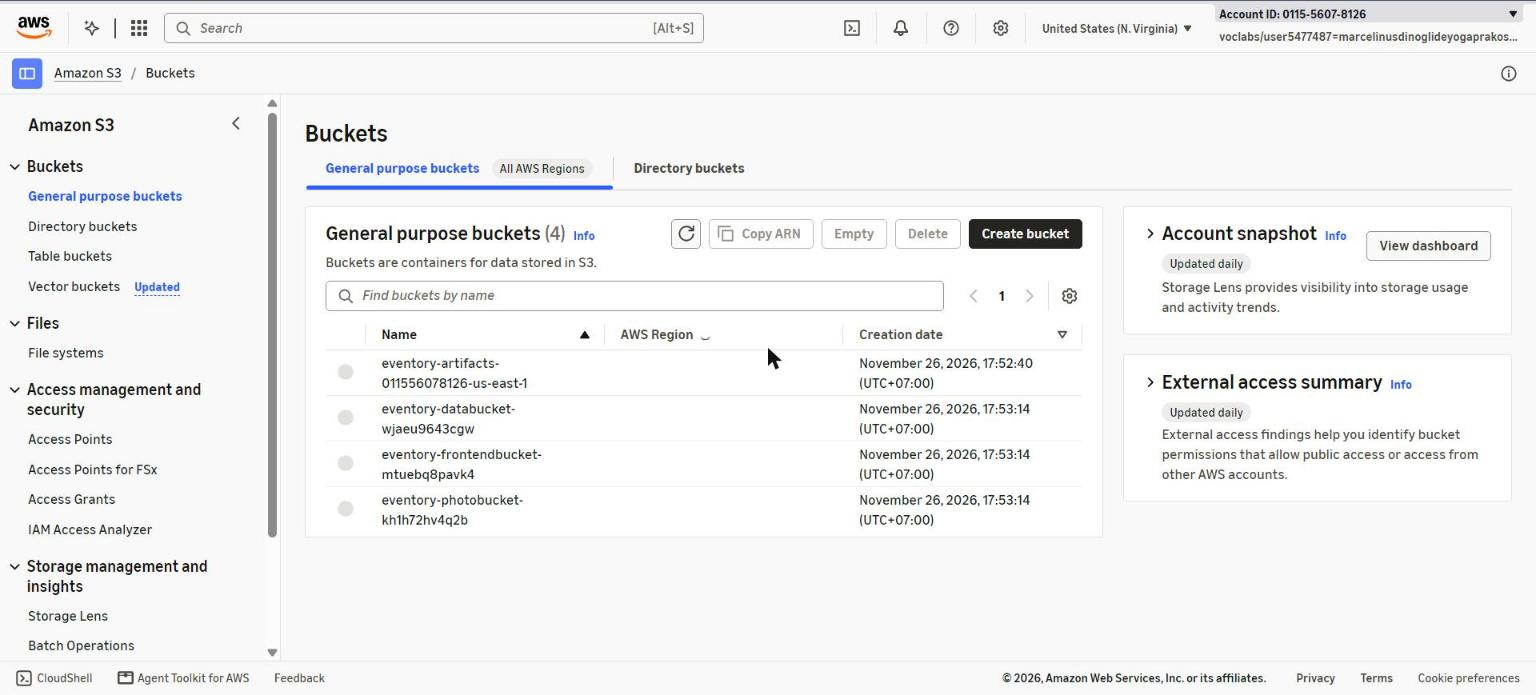 aws
Search [Alt+S]
United States (N. Virginia)
Account ID: 0115-5607-8126
voclabs/user5477487=marcelinusdinoglideyogaprakos...
Amazon S3 / Buckets
Amazon S3
Buckets
General purpose buckets
Directory buckets
Table buckets
Vector buckets Updated
Files
File systems
Access management and
security
Access Points
Access Points for FSx
Access Grants
IAM Access Analyzer
Storage management and
insights
Storage Lens
Batch Operations
Buckets
General purpose buckets All AWS Regions Directory buckets
General purpose buckets (4) Info Copy ARN Empty Delete Create bucket
Buckets are containers for data stored in S3.
Find buckets by name
1
Name AWS Region Creation date
eventory-artifacts-
011556078126-us-east-1
November 26, 2026, 17:52:40
(UTC+07:00)
eventory-databucket-
wjaeu9643cgw
November 26, 2026, 17:53:14
(UTC+07:00)
eventory-frontendbucket-
mtuebq8pavk4
November 26, 2026, 17:53:14
(UTC+07:00)
eventory-photobucket-
kh1h72hv4q2b
November 26, 2026, 17:53:14
(UTC+07:00)
Account snapshot Info View dashboard
Updated daily
Storage Lens provides visibility into storage usage
and activity trends.
External access summary Info
Updated daily
External access findings help you identify bucket
permissions that allow public access or access from
other AWS accounts.
CloudShell Agent Toolkit for AWS Feedback © 2026, Amazon Web Services, Inc. or its affiliates. Privacy Terms Cookie preferences